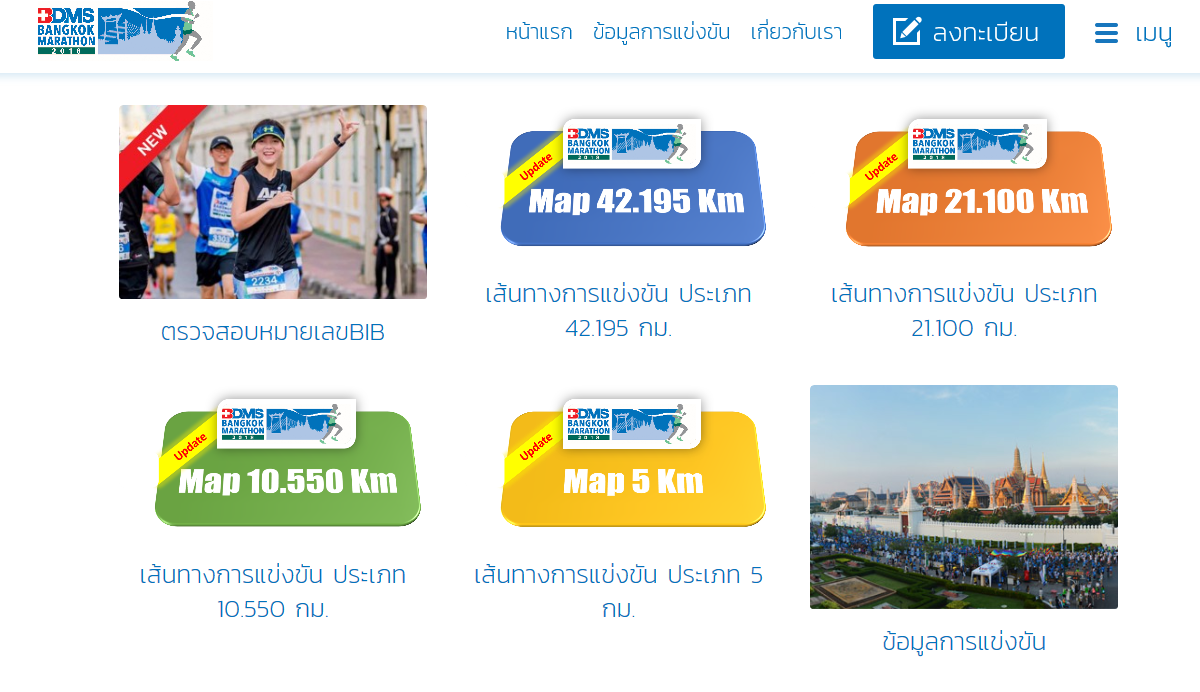 BDMS
BANGKOK
MARATHON
2018
หน้าแรก
ข้อมูลการแข่งขัน
เกี่ยวกับเรา
ลงทะเบียน
เมนู
NEW
2234
ตรวจสอบหมายเลขBIB
BDMS
BANGKOK
MARATHON
2018
Update
Map 42.195 Km
เส้นทางการแข่งขัน ประเภท
42.195 กม.
BDMS
BANGKOK
MARATHON
2018
Update
Map 21.100 Km
เส้นทางการแข่งขัน ประเภท
21.100 กม.
BDMS
BANGKOK
MARATHON
2018
Update
Map 10.550 Km
เส้นทางการแข่งขัน ประเภท
10.550 กม.
BDMS
BANGKOK
MARATHON
2018
Update
Map 5 Km
เส้นทางการแข่งขัน ประเภท 5
กม.
ข้อมูลการแข่งขัน